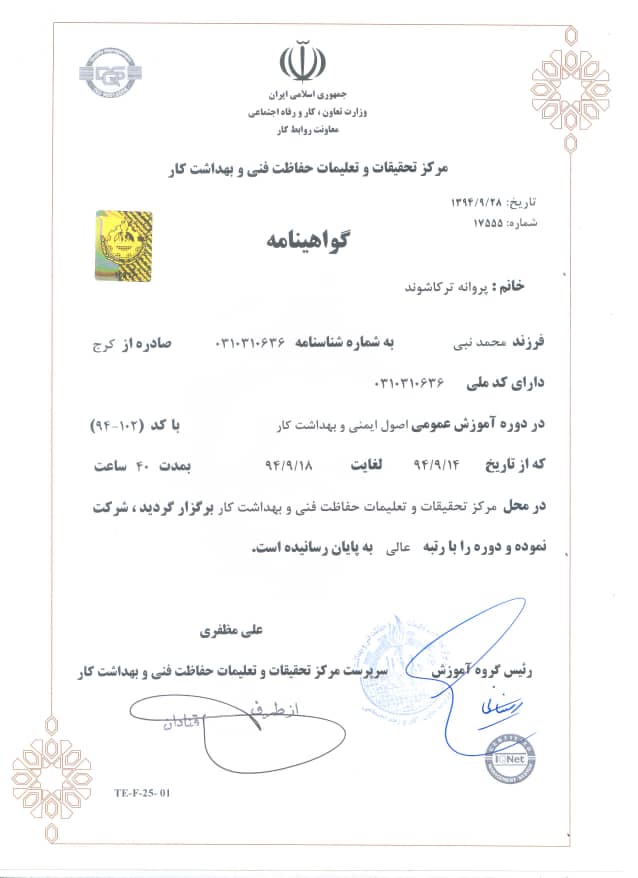 جمهوری اسلامی ایران
وزارت تعاون ، کار و رفاه اجتماعی
معاونت روابط کار
مرکز تحقیقات و تعلیمات حفاظت فنی و بهداشت کار
تاریخ: ۱۳۹۴/۹/۲۸
شماره: ۱۷۵۵۵
گواهینامه
خانم : پروانه ترکاشوند
فرزند محمد نبی به شماره شناسنامه ۰۳۱۰۳۱۰۶۳۶ صادره از کرج
دارای کد ملی ۰۳۱۰۳۱۰۶۳۶
در دوره آموزش عمومی اصول ایمنی و بهداشت کار با کد (۱۰۲-۹۴)
که از تاریخ ۹۴/۹/۱۴ لغایت ۹۴/۹/۱۸ بمدت ۴۰ ساعت
در محل مرکز تحقیقات و تعلیمات حفاظت فنی و بهداشت کار برگزار گردید ، شرکت
نموده و دوره را با رتبه عالی به پایان رسانیده است.
علی مظفری
رئیس گروه آموزش سرپرست مرکز تحقیقات و تعلیمات حفاظت فنی و بهداشت کار
از طرف
قنادان
IQNet
TE-F-25- 01